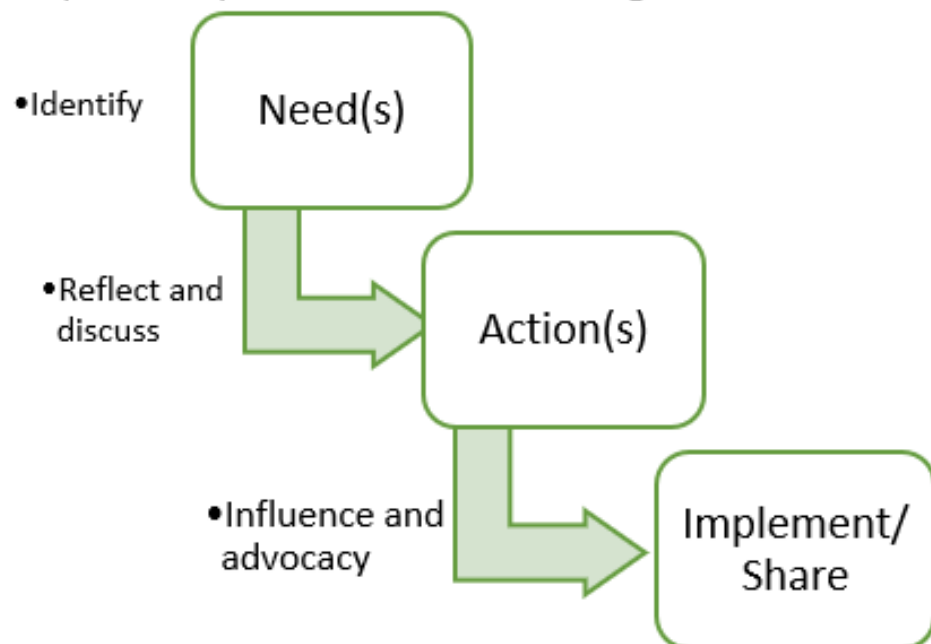 •Identify
Need(s)
•Reflect and
discuss
Action(s)
•Influence and
advocacy
Implement/
Share